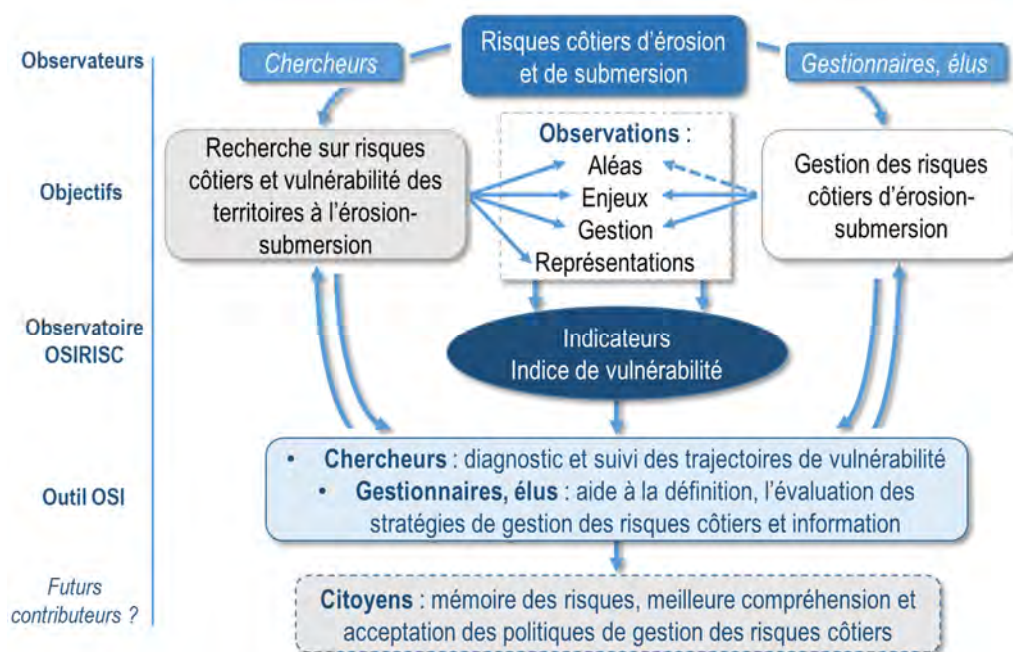 Observateurs
Chercheurs
Risques côtiers d'érosion
et de submersion
Gestionnaires, élus
Objectifs
Recherche sur risques
côtiers et vulnérabilité des
territoires à l'érosion-
submersion
Observations :
Aléas
Enjeux
Gestion
Représentations
Gestion des risques
côtiers d'érosion-
submersion
Observatoire
OSIRISC
Indicateurs
Indice de vulnérabilité
Outil OSI
• Chercheurs : diagnostic et suivi des trajectoires de vulnérabilité
• Gestionnaires, élus : aide à la définition, l'évaluation des
stratégies de gestion des risques côtiers et information
Futurs
contributeurs ?
Citoyens : mémoire des risques, meilleure compréhension et
acceptation des politiques de gestion des risques côtiers